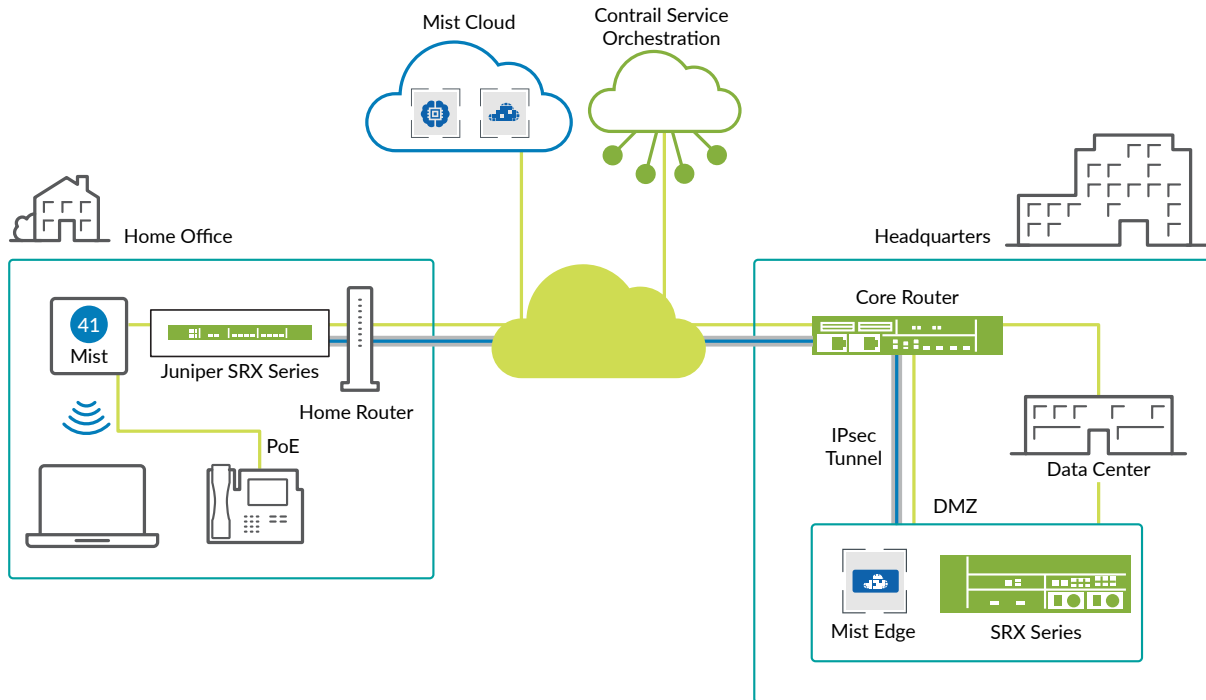 Mist Cloud
Contrail Service
Orchestration
Home Office
Headquarters
41
Mist
Juniper SRX Series
Home Router
PoE
Core Router
IPsec
Tunnel
Data Center
DMZ
Mist Edge
SRX Series